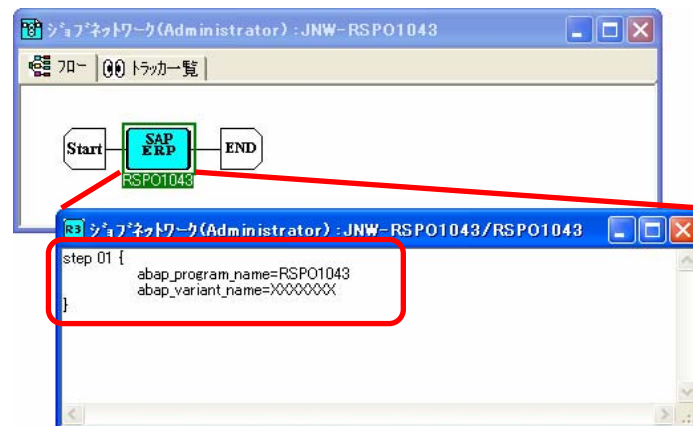 ジョブネットワーク(Administrator):JNW-RSPO1043
フロー トラッカ一覧
Start
SAP
ERP
END
RSPO1043
R3 ジョブネットワーク(Administrator):JNW-RSPO1043/RSPO1043
step 01 {
abap_program_name=RSPO1043
abap_variant_name=XXXXXXX
}